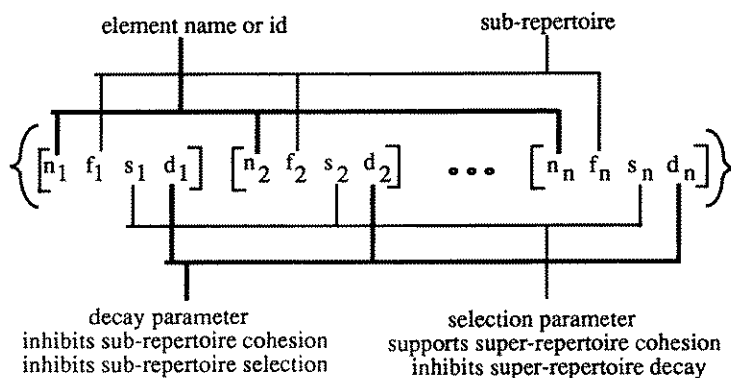 element name or id sub-repertoire
{ [n₁ f₁ s₁ d₁] [n₂ f₂ s₂ d₂] ∘∘∘ [nₙ fₙ sₙ dₙ] }
decay parameter selection parameter
inhibits sub-repertoire cohesion supports super-repertoire cohesion
inhibits sub-repertoire selection inhibits super-repertoire decay